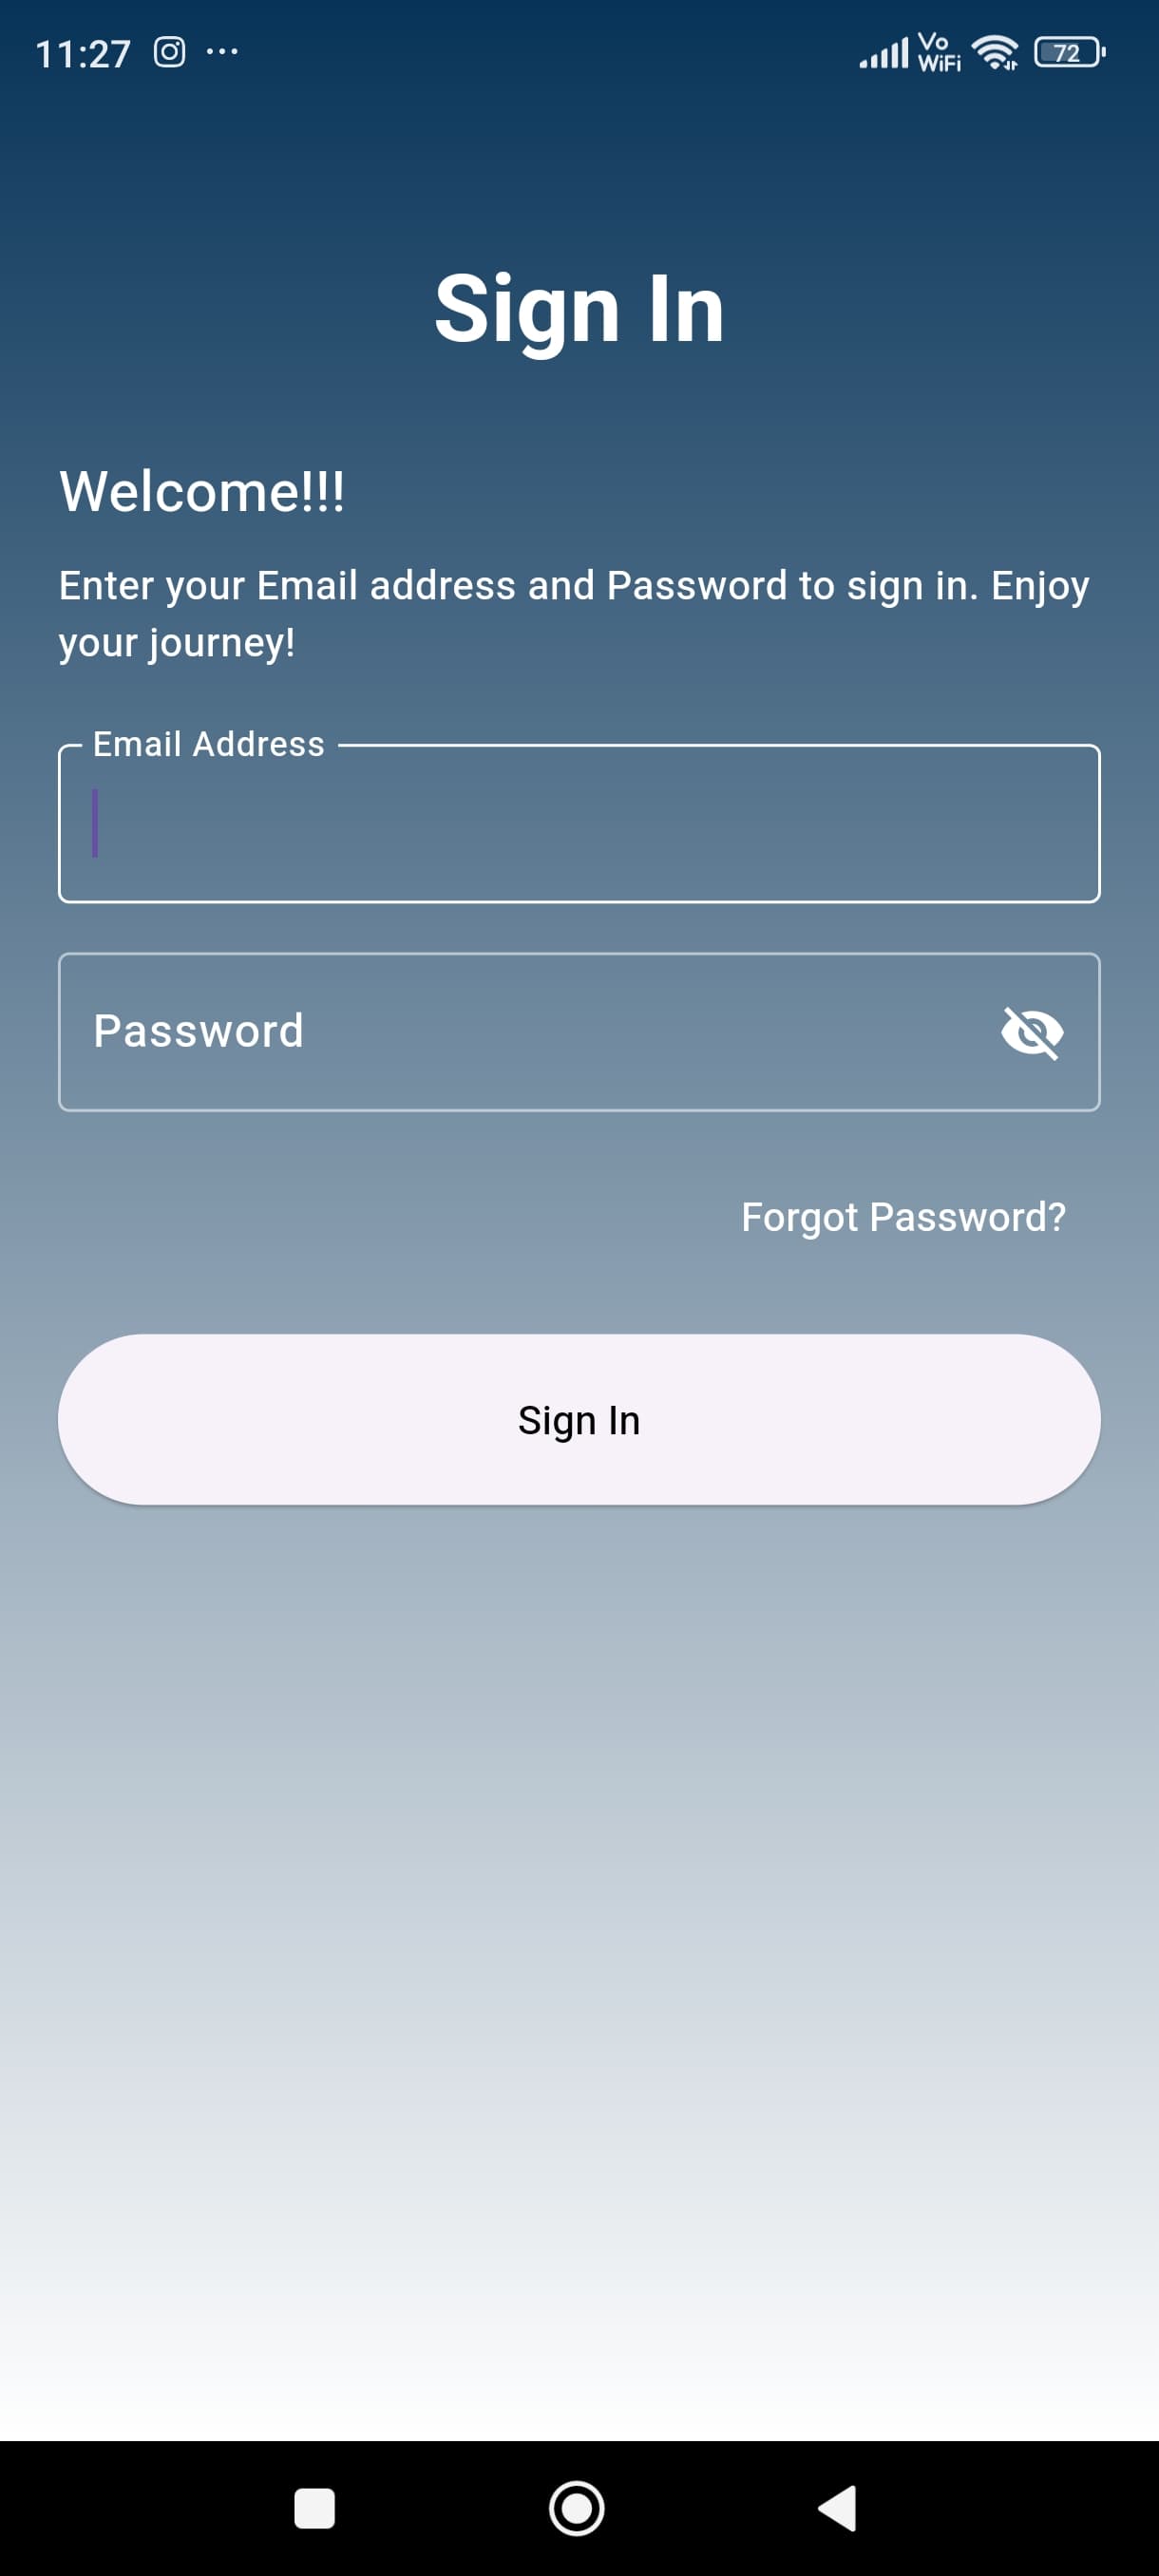 11:27
Vo
WiFi
72
Sign In
Welcome!!!
Enter your Email address and Password to sign in. Enjoy
your journey!
Email Address
Password
Forgot Password?
Sign In